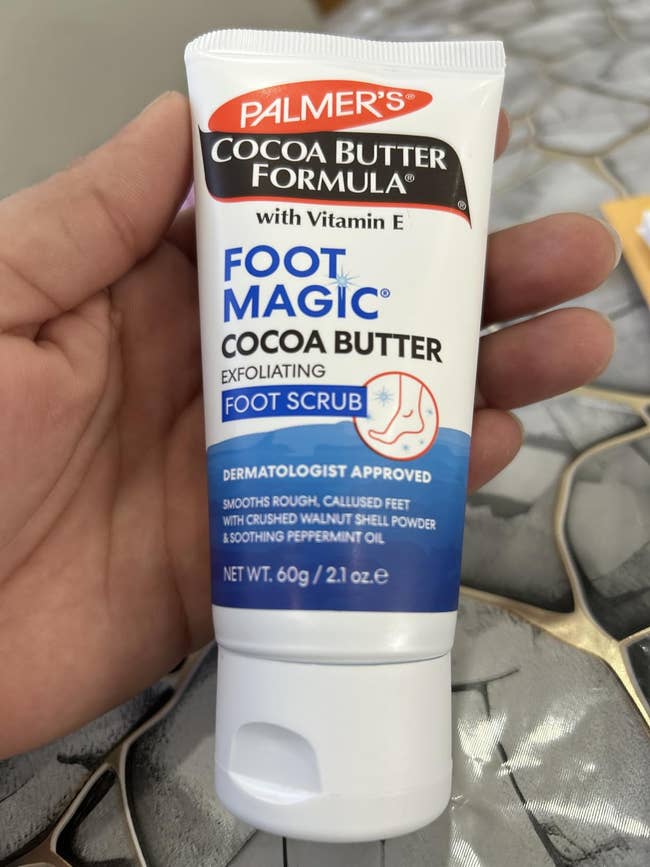 PALMER'S®
COCOA BUTTER
FORMULA®
®
with Vitamin E
FOOT
MAGIC®
COCOA BUTTER
EXFOLIATING
FOOT SCRUB
DERMATOLOGIST APPROVED
SMOOTHS ROUGH, CALLUSED FEET
WITH CRUSHED WALNUT SHELL POWDER
& SOOTHING PEPPERMINT OIL
NET WT. 60g / 2.1 oz.℮